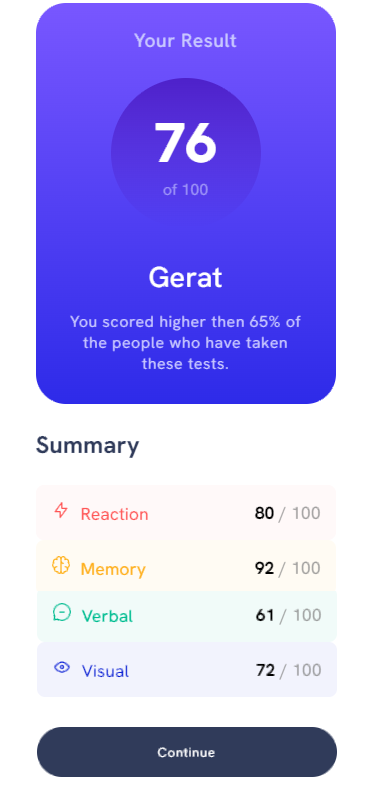 Your Result
76
of 100
Gerat
You scored higher then 65% of
the people who have taken
these tests.
Summary
Reaction 80 / 100
Memory 92 / 100
Verbal 61 / 100
Visual 72 / 100
Continue